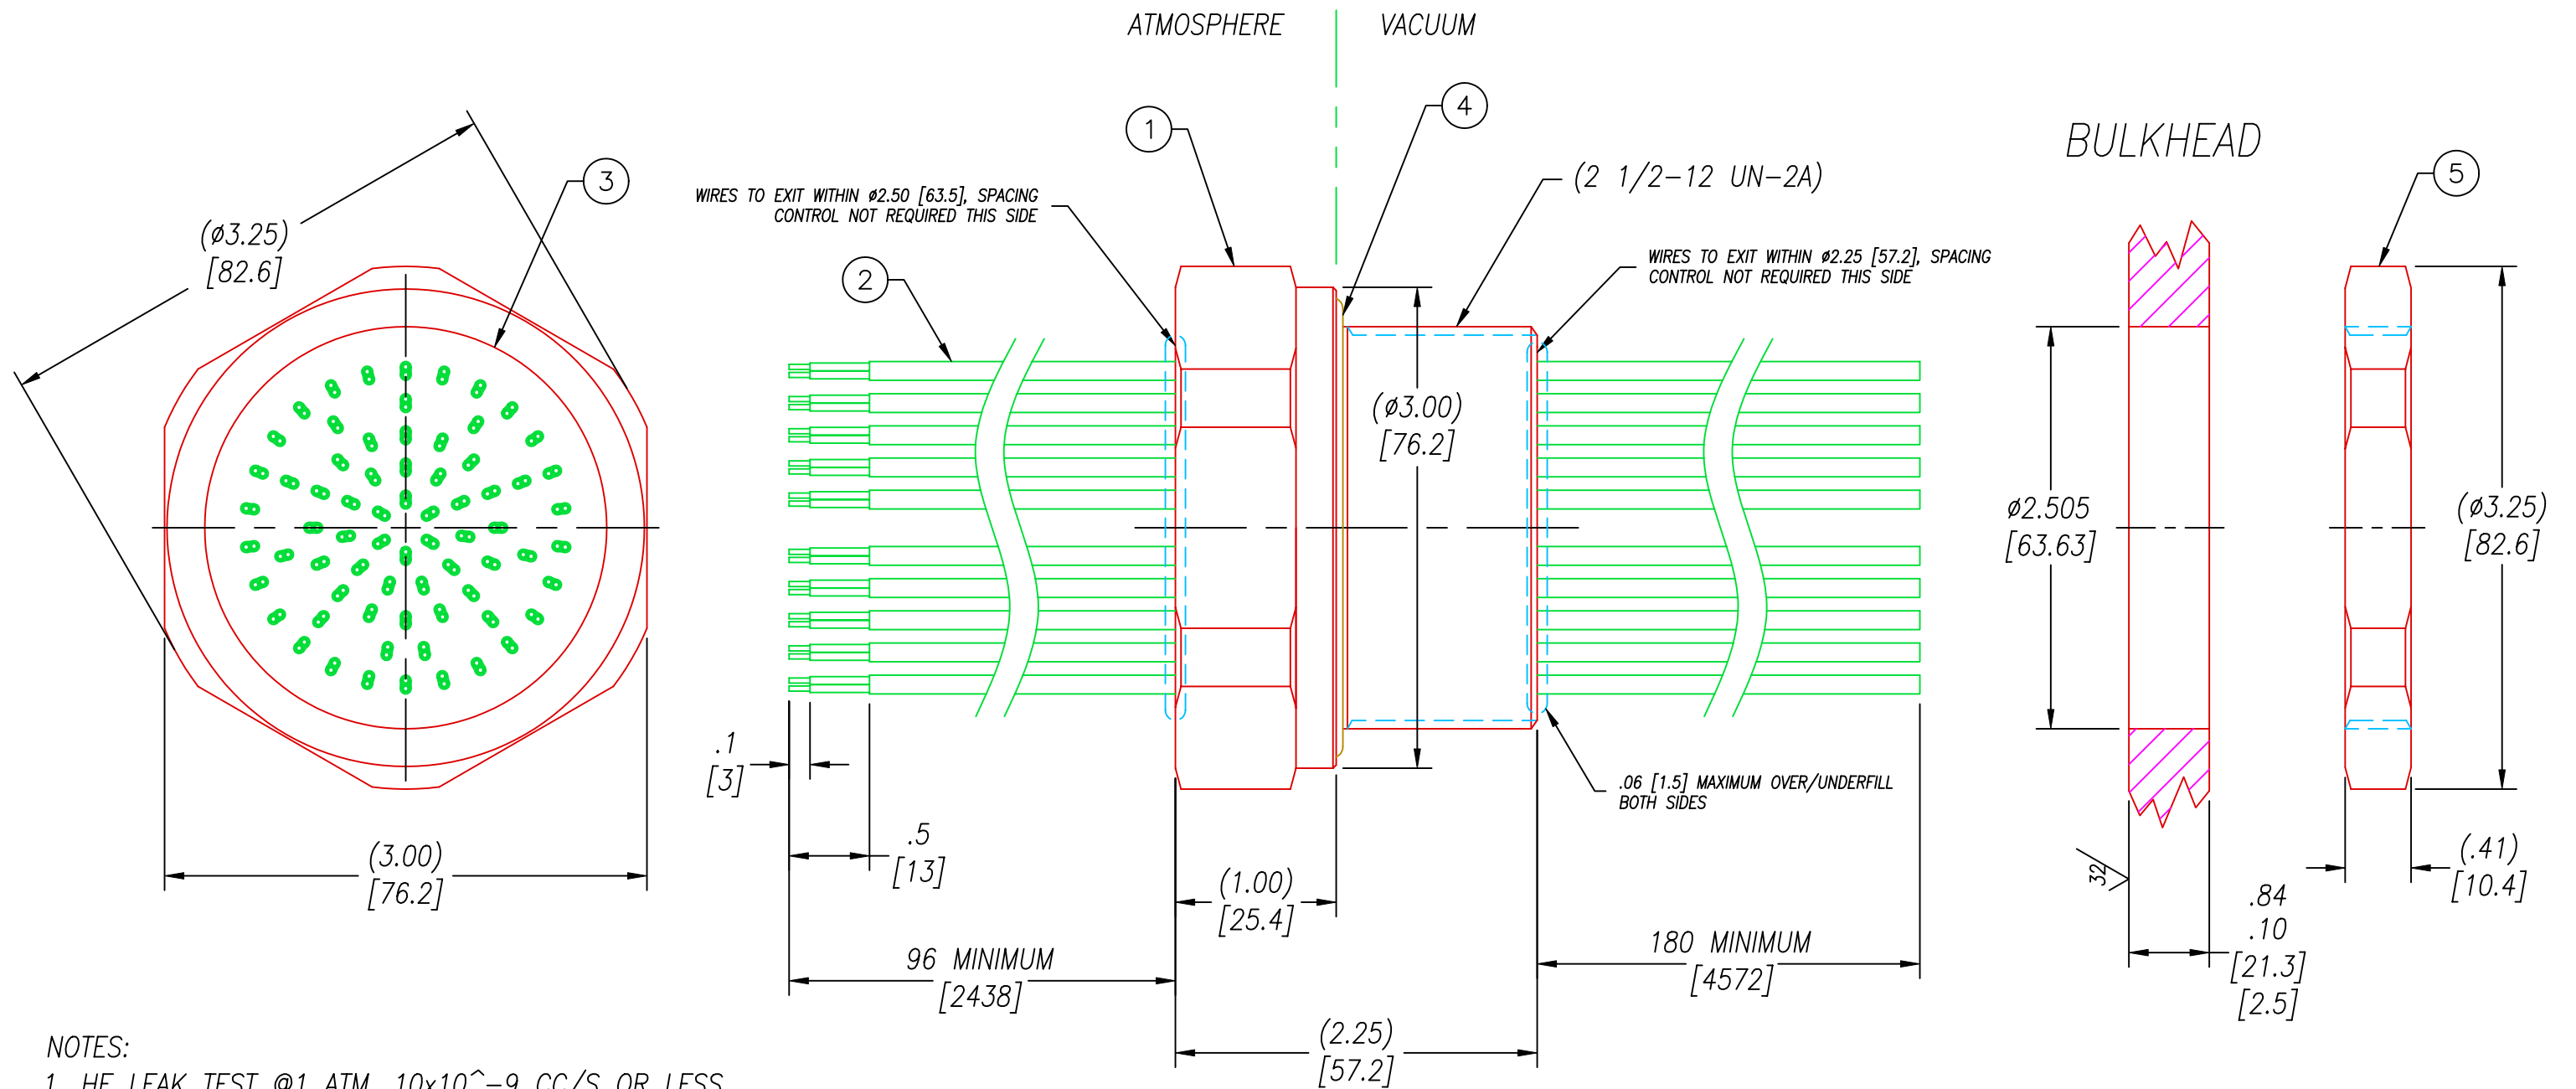 ATMOSPHERE
VACUUM
4
1
BULKHEAD
3
(2 1/2-12 UN-2A)
5
WIRES TO EXIT WITHIN ø2.50 [63.5], SPACING
CONTROL NOT REQUIRED THIS SIDE
(ø3.25)
[82.6]
2
WIRES TO EXIT WITHIN ø2.25 [57.2], SPACING
CONTROL NOT REQUIRED THIS SIDE
(ø3.00)
[76.2]
ø2.505
[63.63]
(ø3.25)
[82.6]
.1
[3]
.06 [1.5] MAXIMUM OVER/UNDERFILL
BOTH SIDES
.5
[13]
(3.00)
[76.2]
(1.00)
[25.4]
32
(.41)
[10.4]
.84
.10
[21.3]
[2.5]
96 MINIMUM
[2438]
180 MINIMUM
[4572]
(2.25)
[57.2]
NOTES:
1. HE LEAK TEST @1 ATM, 10x10^-9 CC/S OR LESS